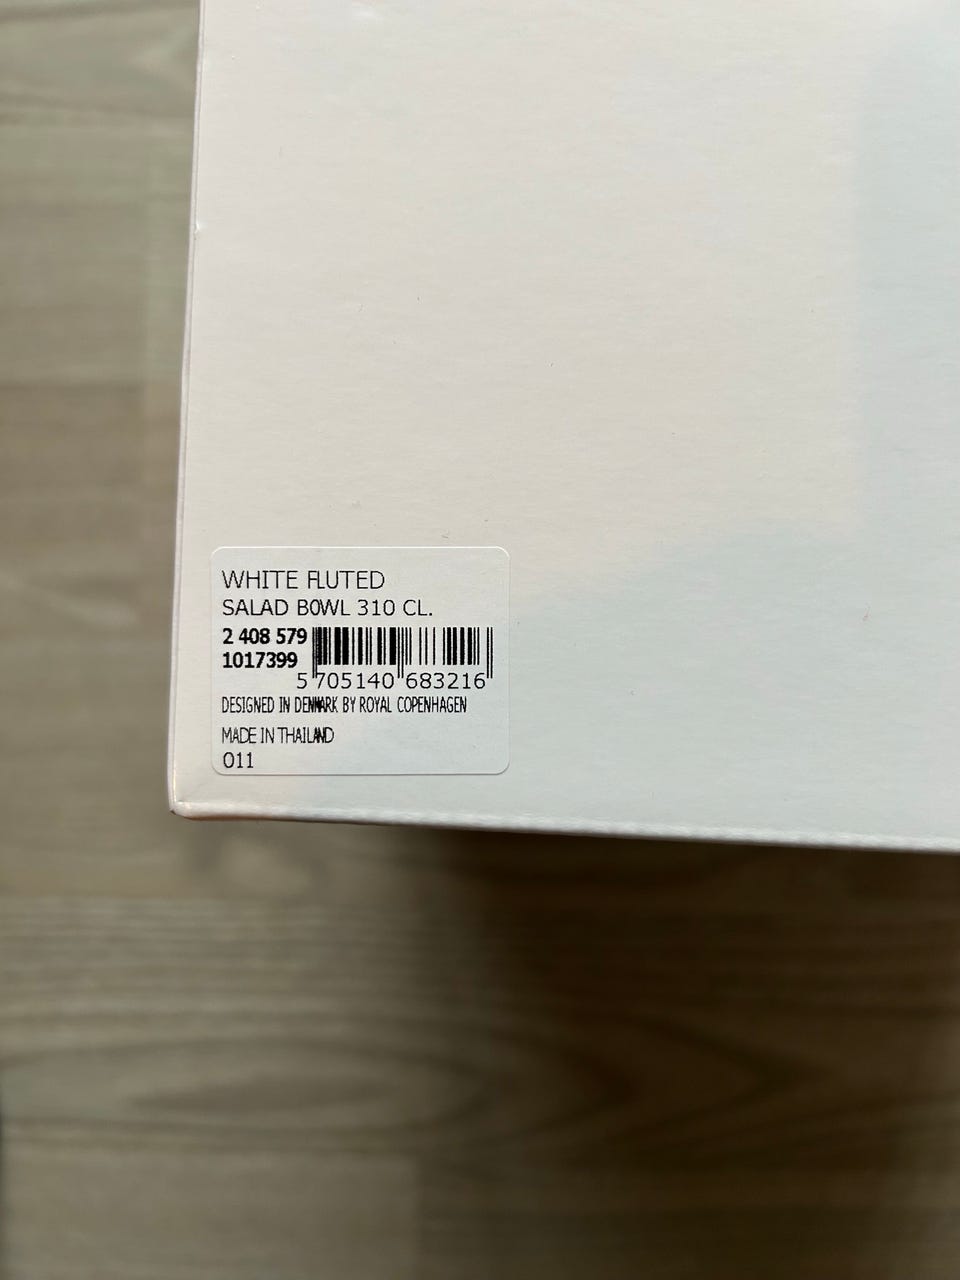 WHITE FLUTED
SALAD BOWL 310 CL.
2 408 579
1017399
5 705140 683216
DESIGNED IN DENMARK BY ROYAL COPENHAGEN
MADE IN THAILAND
011